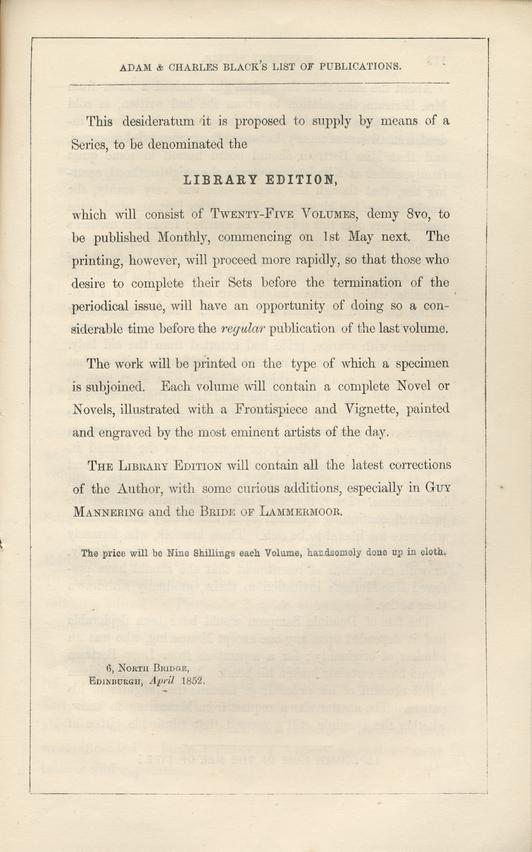 ADAM & CHARLES BLACK'S LIST OF PUBLICATIONS.
This desideratum it is proposed to supply by means of a
Series, to be denominated the
LIBRARY EDITION,
which will consist of TWENTY-FIVE VOLUMES, demy 8vo, to
be published Monthly, commencing on 1st May next. The
printing, however, will proceed more rapidly, so that those who
desire to complete their Sets before the termination of the
periodical issue, will have an opportunity of doing so a con-
siderable time before the regular publication of the last volume.
The work will be printed on the type of which a specimen
is subjoined. Each volume will contain a complete Novel or
Novels, illustrated with a Frontispiece and Vignette, painted
and engraved by the most eminent artists of the day.
THE LIBRARY EDITION will contain all the latest corrections
of the Author, with some curious additions, especially in GUY
MANNERING and the BRIDE OF LAMMERMOOR.
The price will be Nine Shillings each Volume, handsomely done up in cloth.
6, NORTH BRIDGE,
EDINBURGH, April 1852.